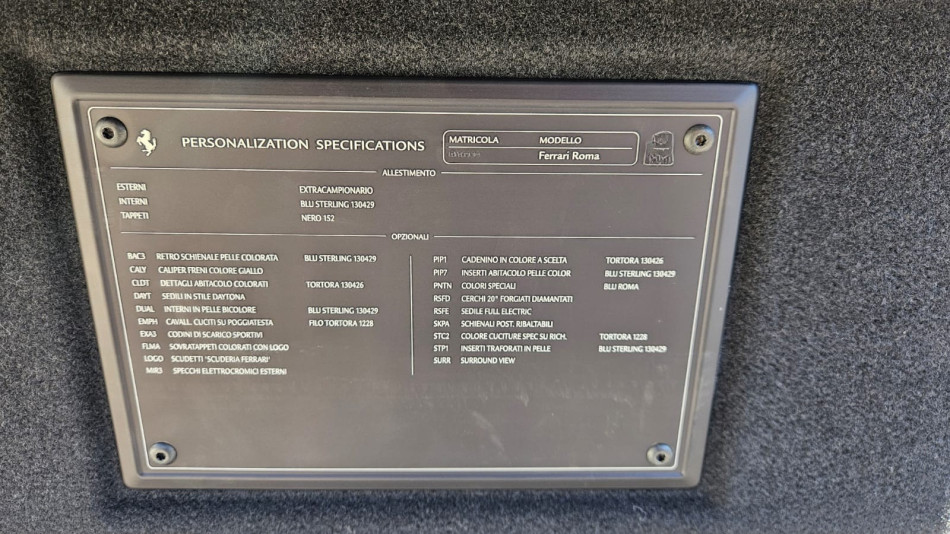 PERSONALIZATION SPECIFICATIONS
MATRICOLA MODELLO
Ferrari Roma
ALLESTIMENTO
ESTERNI EXTRACAMPIONARIO
INTERNI BLU STERLING 130429
TAPPETI NERO 152
OPZIONALI
BAC3 RETRO SCHIENALE PELLE COLORATA BLU STERLING 130429
CALY CALIPER FRENI COLORE GIALLO
CLDT DETTAGLI ABITACOLO COLORATI TORTORA 130426
DAYT SEDILI IN STILE DAYTONA
DUAL INTERNI IN PELLE BICOLORE BLU STERLING 130429
EMPH CAVALL. CUCITI SU POGGIATESTA FILO TORTORA 1228
EXA3 CODINI DI SCARICO SPORTIVI
FLMA SOVRATAPPETI COLORATI CON LOGO
LOGO SCUDETTI 'SCUDERIA FERRARI'
MIR3 SPECCHI ELETTROCROMICI ESTERNI
PIP1 CADENINO IN COLORE A SCELTA TORTORA 130426
PIP7 INSERTI ABITACOLO PELLE COLOR BLU STERLING 130429
PNTN COLORI SPECIALI BLU ROMA
RSFD CERCHI 20" FORGIATI DIAMANTATI
RSFE SEDILE FULL ELECTRIC
SKPA SCHIENALI POST. RIBALTABILI
STC2 COLORE CUCITURE SPEC SU RICH. TORTORA 1228
STP1 INSERTI TRAFORATI IN PELLE BLU STERLING 130429
SURR SURROUND VIEW